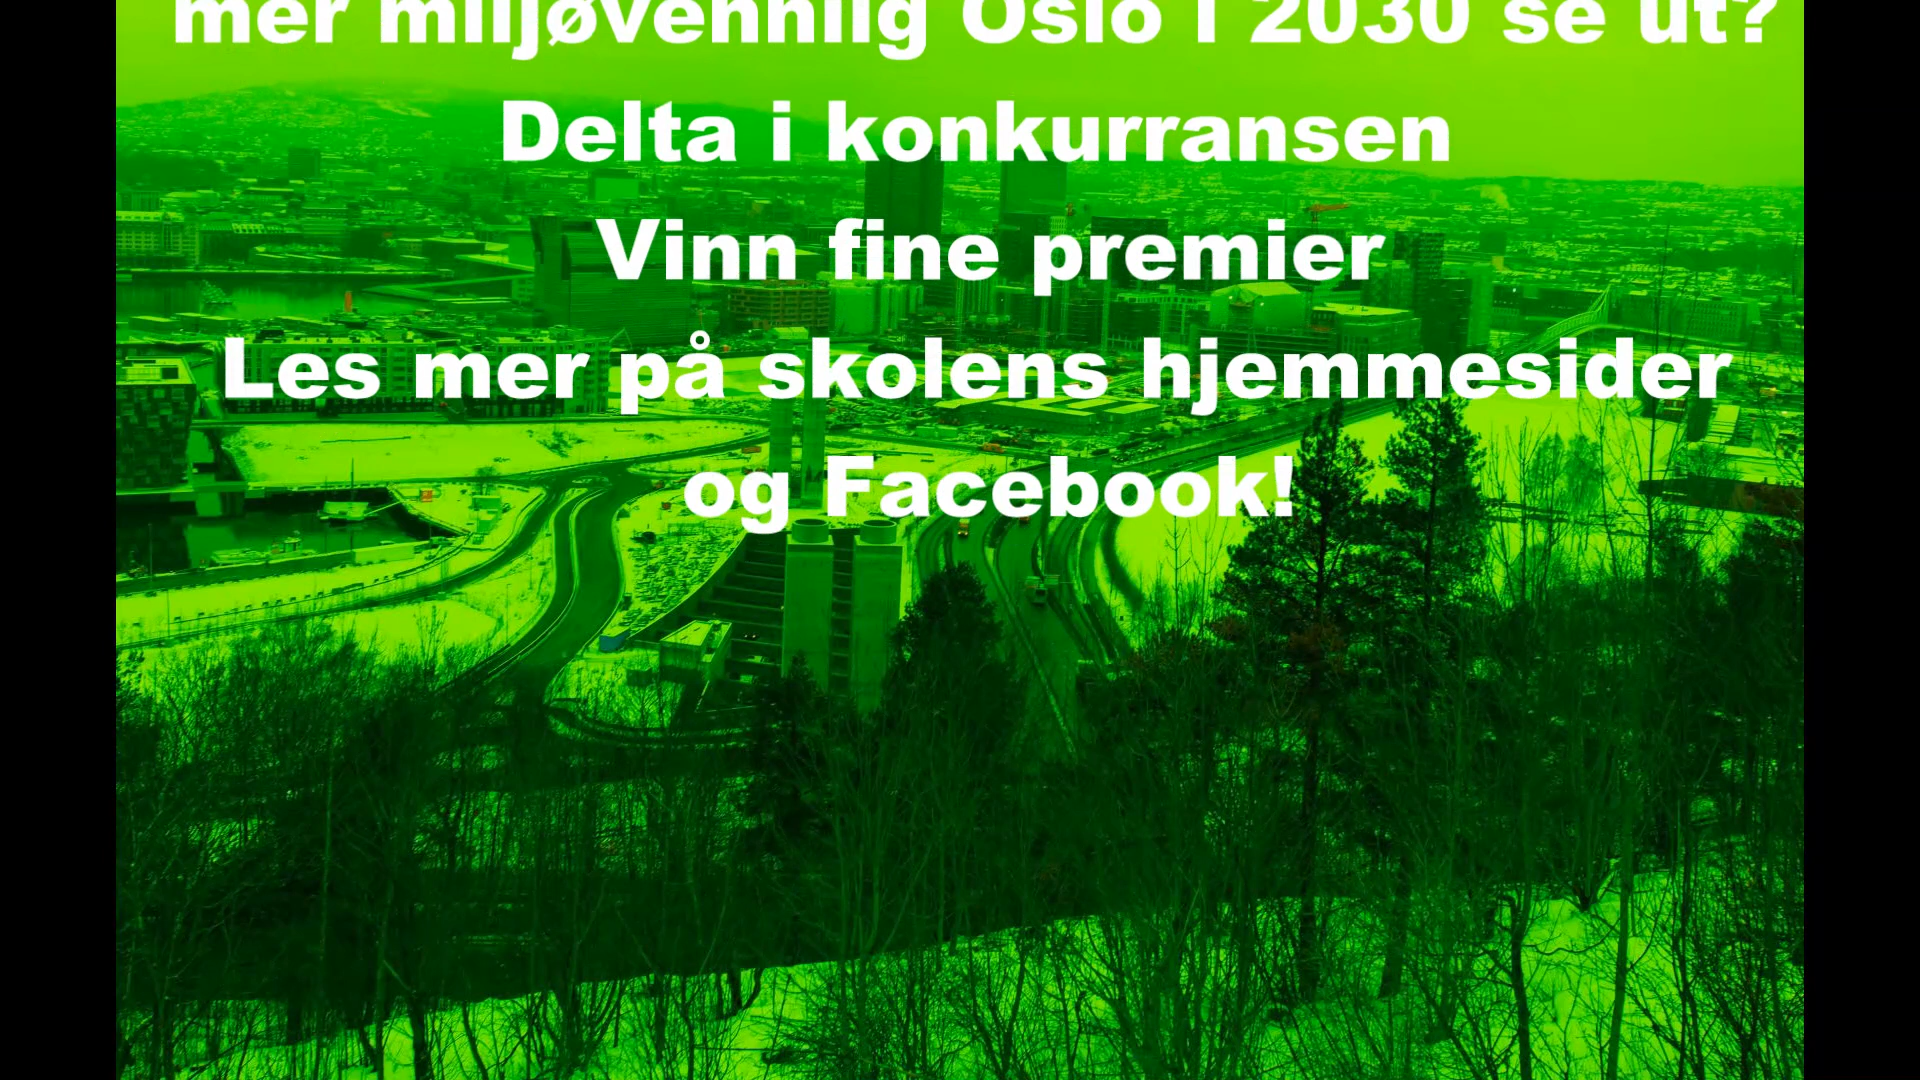 mer miljøvennlig Oslo i 2030 se ut?
Delta i konkurransen
Vinn fine premier
Les mer på skolens hjemmesider
og Facebook!